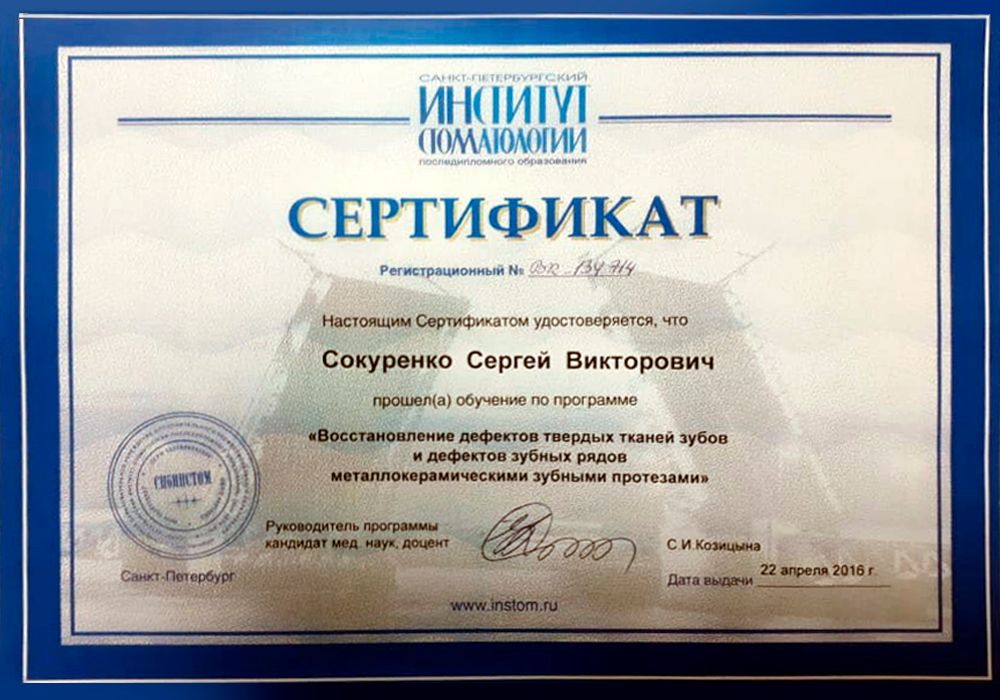 САНКТ-ПЕТЕРБУРГСКИЙ
ИНСТИТУТ
СТОМАТОЛОГИИ
последипломного образования
СЕРТИФИКАТ
Регистрационный №
Настоящим Сертификатом удостоверяется, что
Сокуренко Сергей Викторович
прошел(а) обучение по программе
«Восстановление дефектов твердых тканей зубов
и дефектов зубных рядов
металлокерамическими зубными протезами»
СПБИНСТОМ
Руководитель программы
кандидат мед. наук, доцент
С.И.Козицына
Санкт-Петербург
Дата выдачи 22 апреля 2016 г.
www.instom.ru